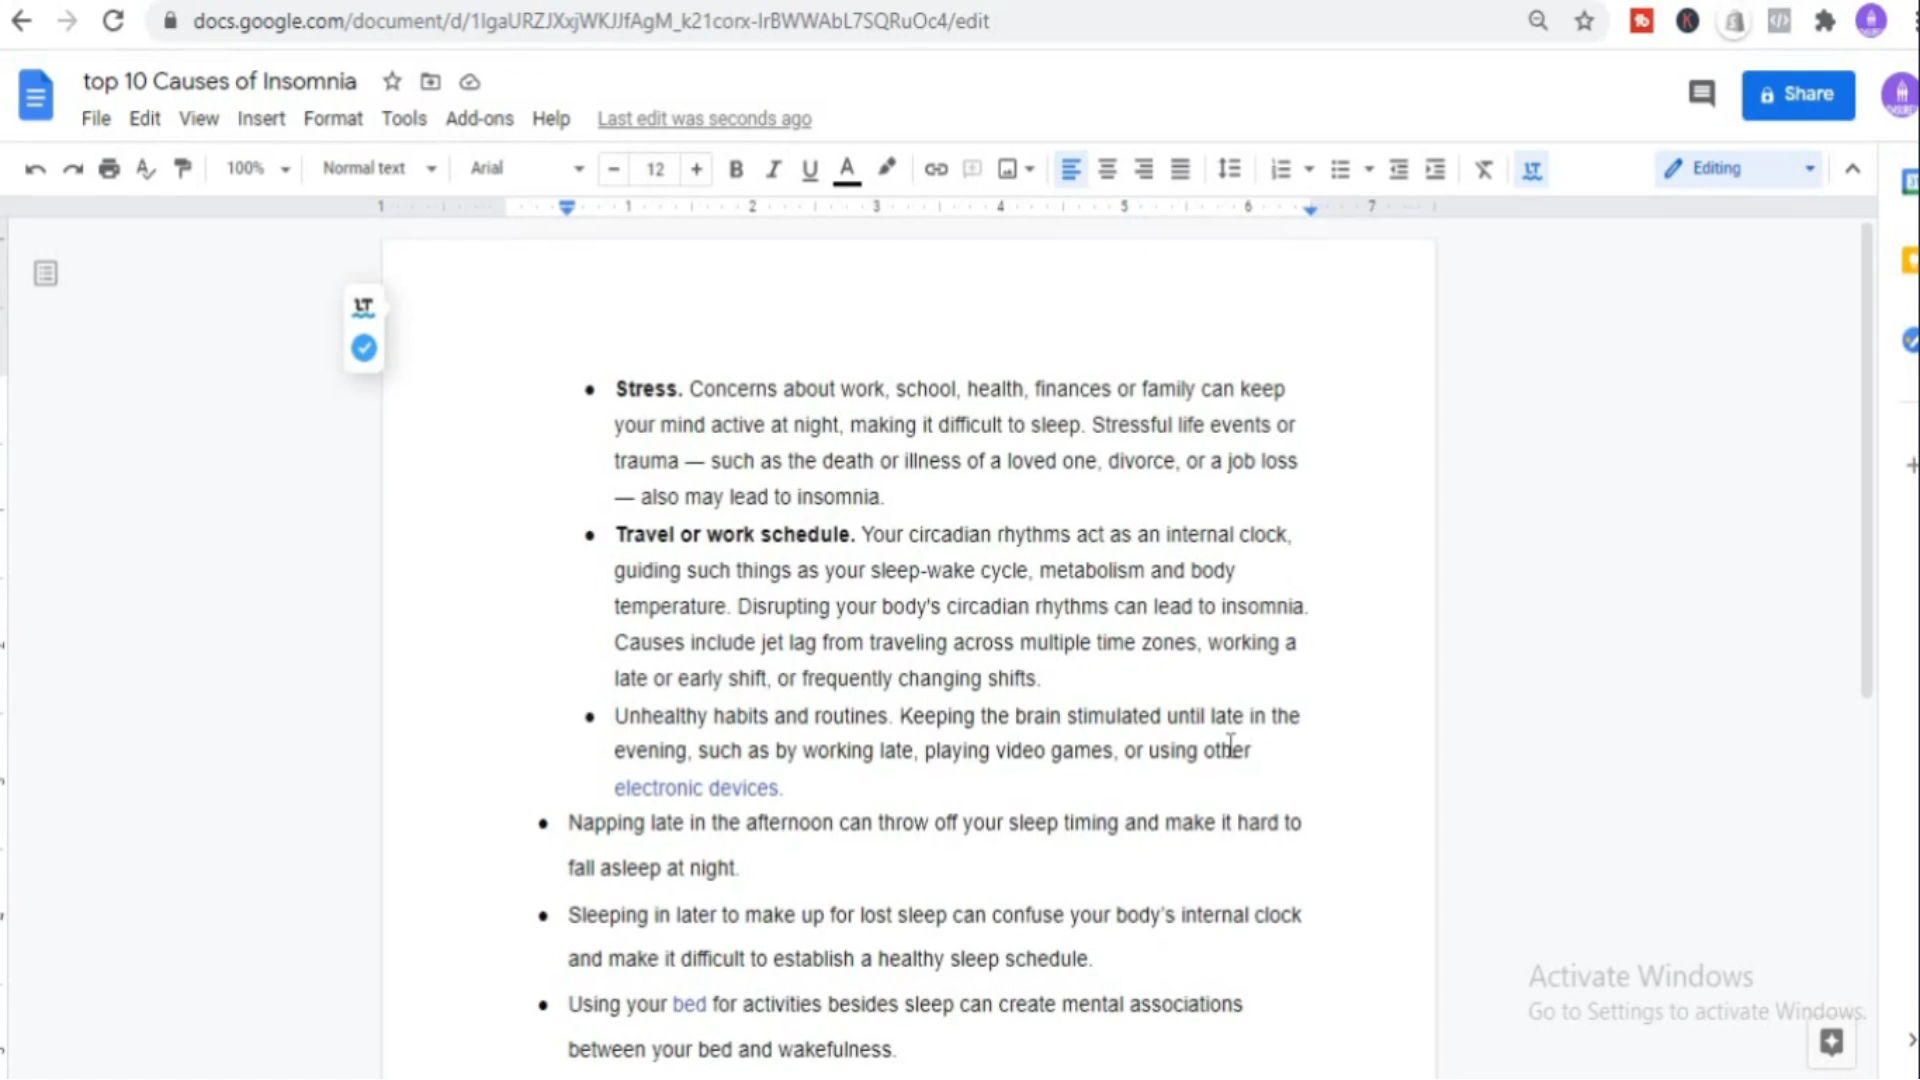 docs.google.com/document/d/1lgaURZJXxjWKJJfAgM_k21corx-IrBWWAbL7SQRuOc4/edit
top 10 Causes of Insomnia
Share
File Edit View Insert Format Tools Add-ons Help Last edit was seconds ago
100% Normal text Arial 12 B I U A LT Editing
1 1 2 3 4 5 6 7
LT
● Stress. Concerns about work, school, health, finances or family can keep
your mind active at night, making it difficult to sleep. Stressful life events or
trauma — such as the death or illness of a loved one, divorce, or a job loss
— also may lead to insomnia.
● Travel or work schedule. Your circadian rhythms act as an internal clock,
guiding such things as your sleep-wake cycle, metabolism and body
temperature. Disrupting your body's circadian rhythms can lead to insomnia.
Causes include jet lag from traveling across multiple time zones, working a
late or early shift, or frequently changing shifts.
● Unhealthy habits and routines. Keeping the brain stimulated until late in the
evening, such as by working late, playing video games, or using other
electronic devices.
● Napping late in the afternoon can throw off your sleep timing and make it hard to
fall asleep at night.
● Sleeping in later to make up for lost sleep can confuse your body’s internal clock
and make it difficult to establish a healthy sleep schedule.
● Using your bed for activities besides sleep can create mental associations
between your bed and wakefulness.
Activate Windows
Go to Settings to activate Windows.